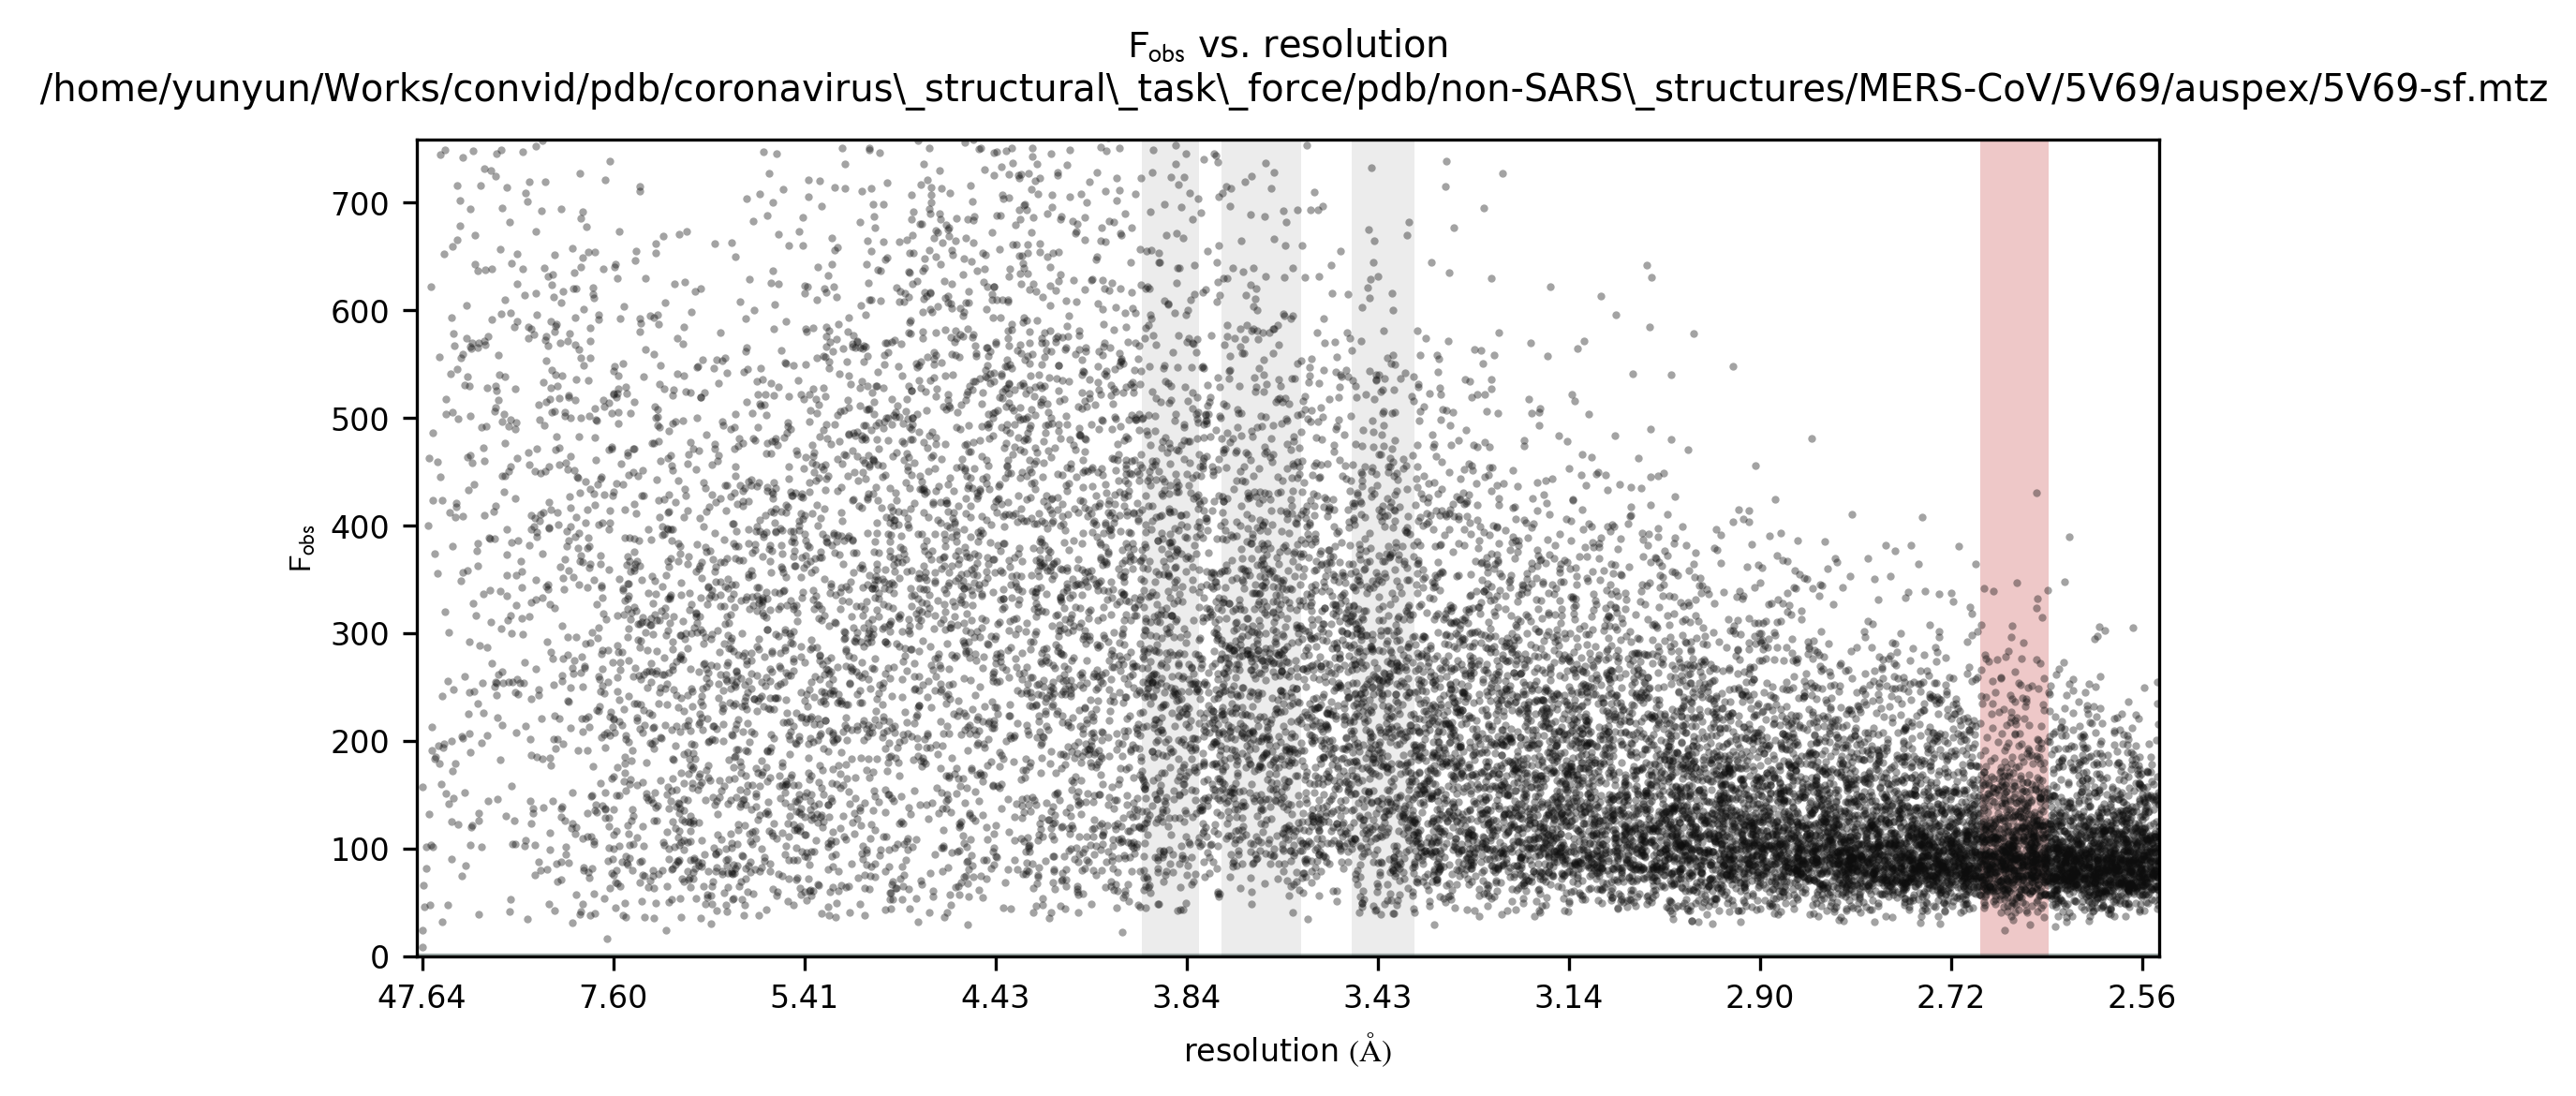 Fobs vs. resolution
/home/yunyun/Works/convid/pdb/coronavirus\_structural\_task\_force/pdb/non-SARS\_structures/MERS-CoV/5V69/auspex/5V69-sf.mtz
Fobs
700
600
500
400
300
200
100
0
47.64 7.60 5.41 4.43 3.84 3.43 3.14 2.90 2.72 2.56
resolution (Å)